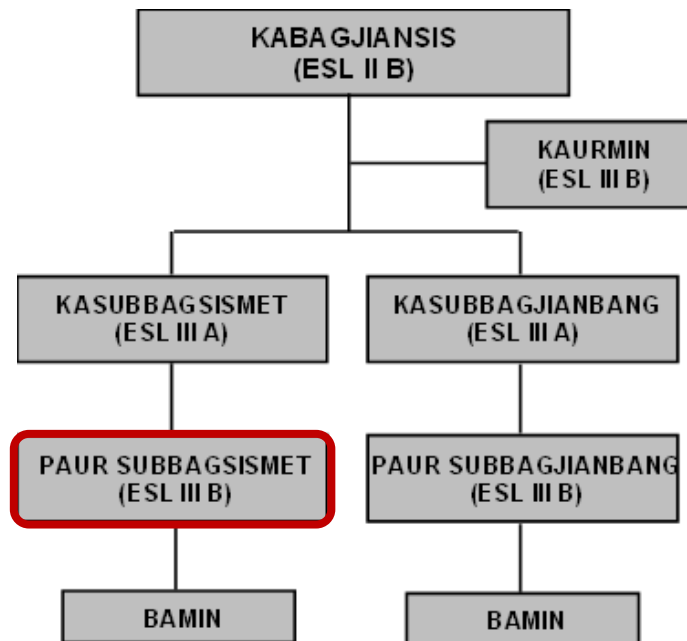 KABAGJIANSIS
(ESL II B)
KAURMIN
(ESL III B)
KASUBBAGSISMET
(ESL III A)
KASUBBAGJIANBANG
(ESL III A)
PAUR SUBBAGSISMET
(ESL III B)
PAUR SUBBAGJIANBANG
(ESL III B)
BAMIN
BAMIN